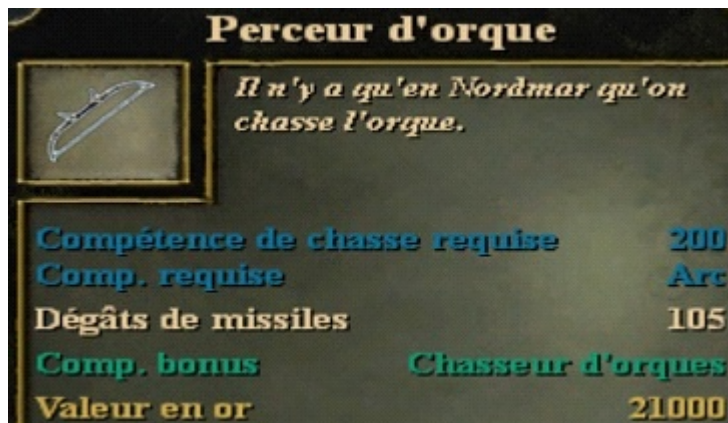 Perceur d'orque
Il n'y a qu'en Nordmar qu'on
chasse l'orque.
Compétence de chasse requise 200
Comp. requise Arc
Dégâts de missiles 105
Comp. bonus Chasseur d'orques
Valeur en or 21000